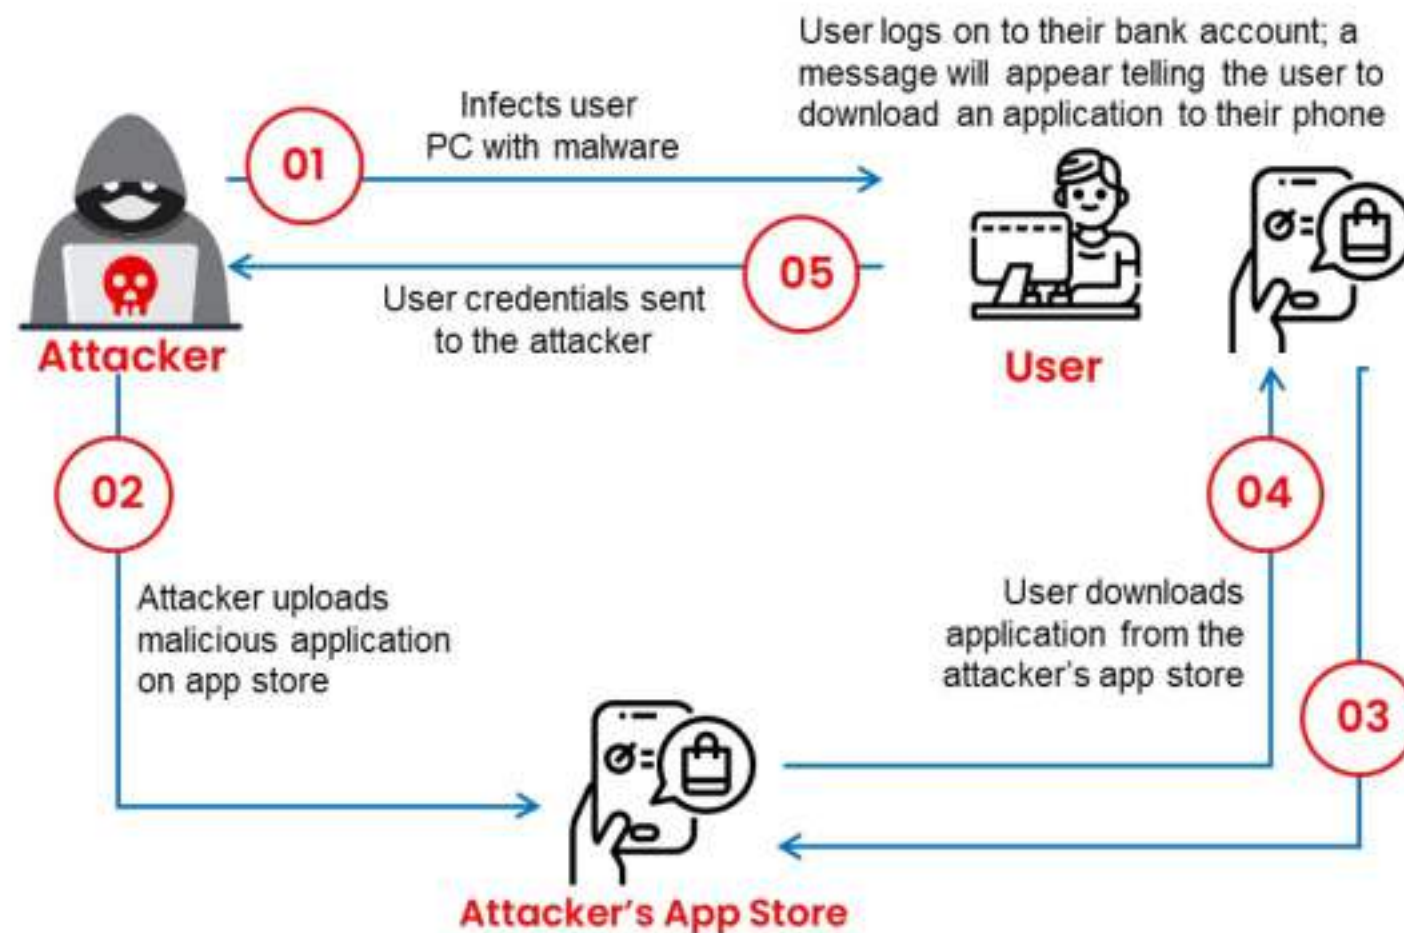 User logs on to their bank account; a
message will appear telling the user to
download an application to their phone
Infects user
PC with malware
01
05
User credentials sent
to the attacker
Attacker
User
02
04
Attacker uploads
malicious application
on app store
User downloads
application from the
attacker's app store
03
Attacker's App Store